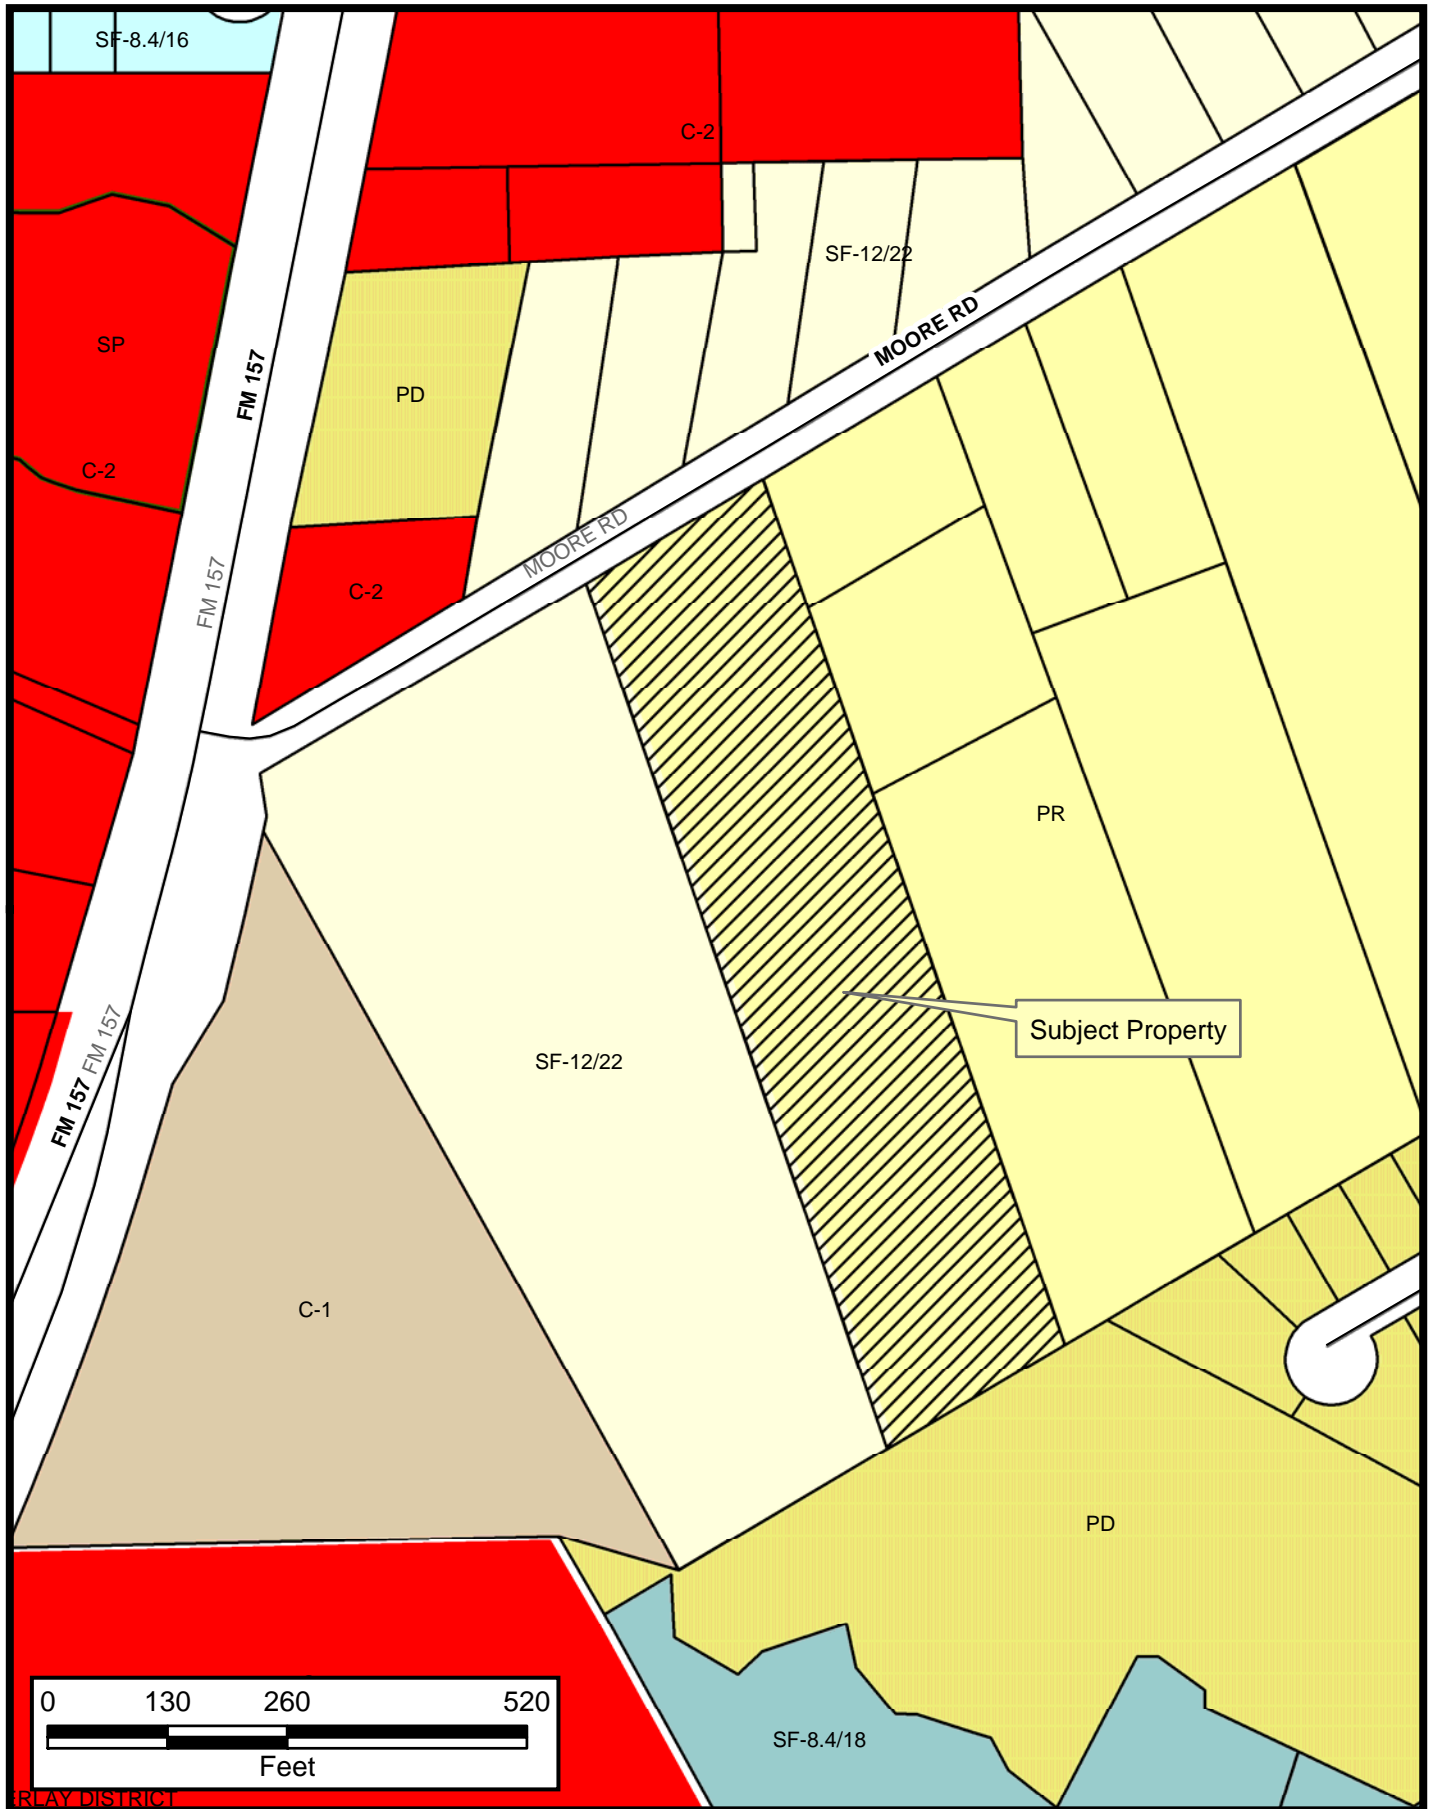 SF-8.4/16
C-2
SF-12/22
MOORE RD
SP
FM 157
PD
C-2
MOORE RD
FM 157
C-2
PR
Subject Property
FM 157
FM 157
SF-12/22
C-1
PD
0 130 260 520
Feet
SF-8.4/18
ERLAY DISTRICT